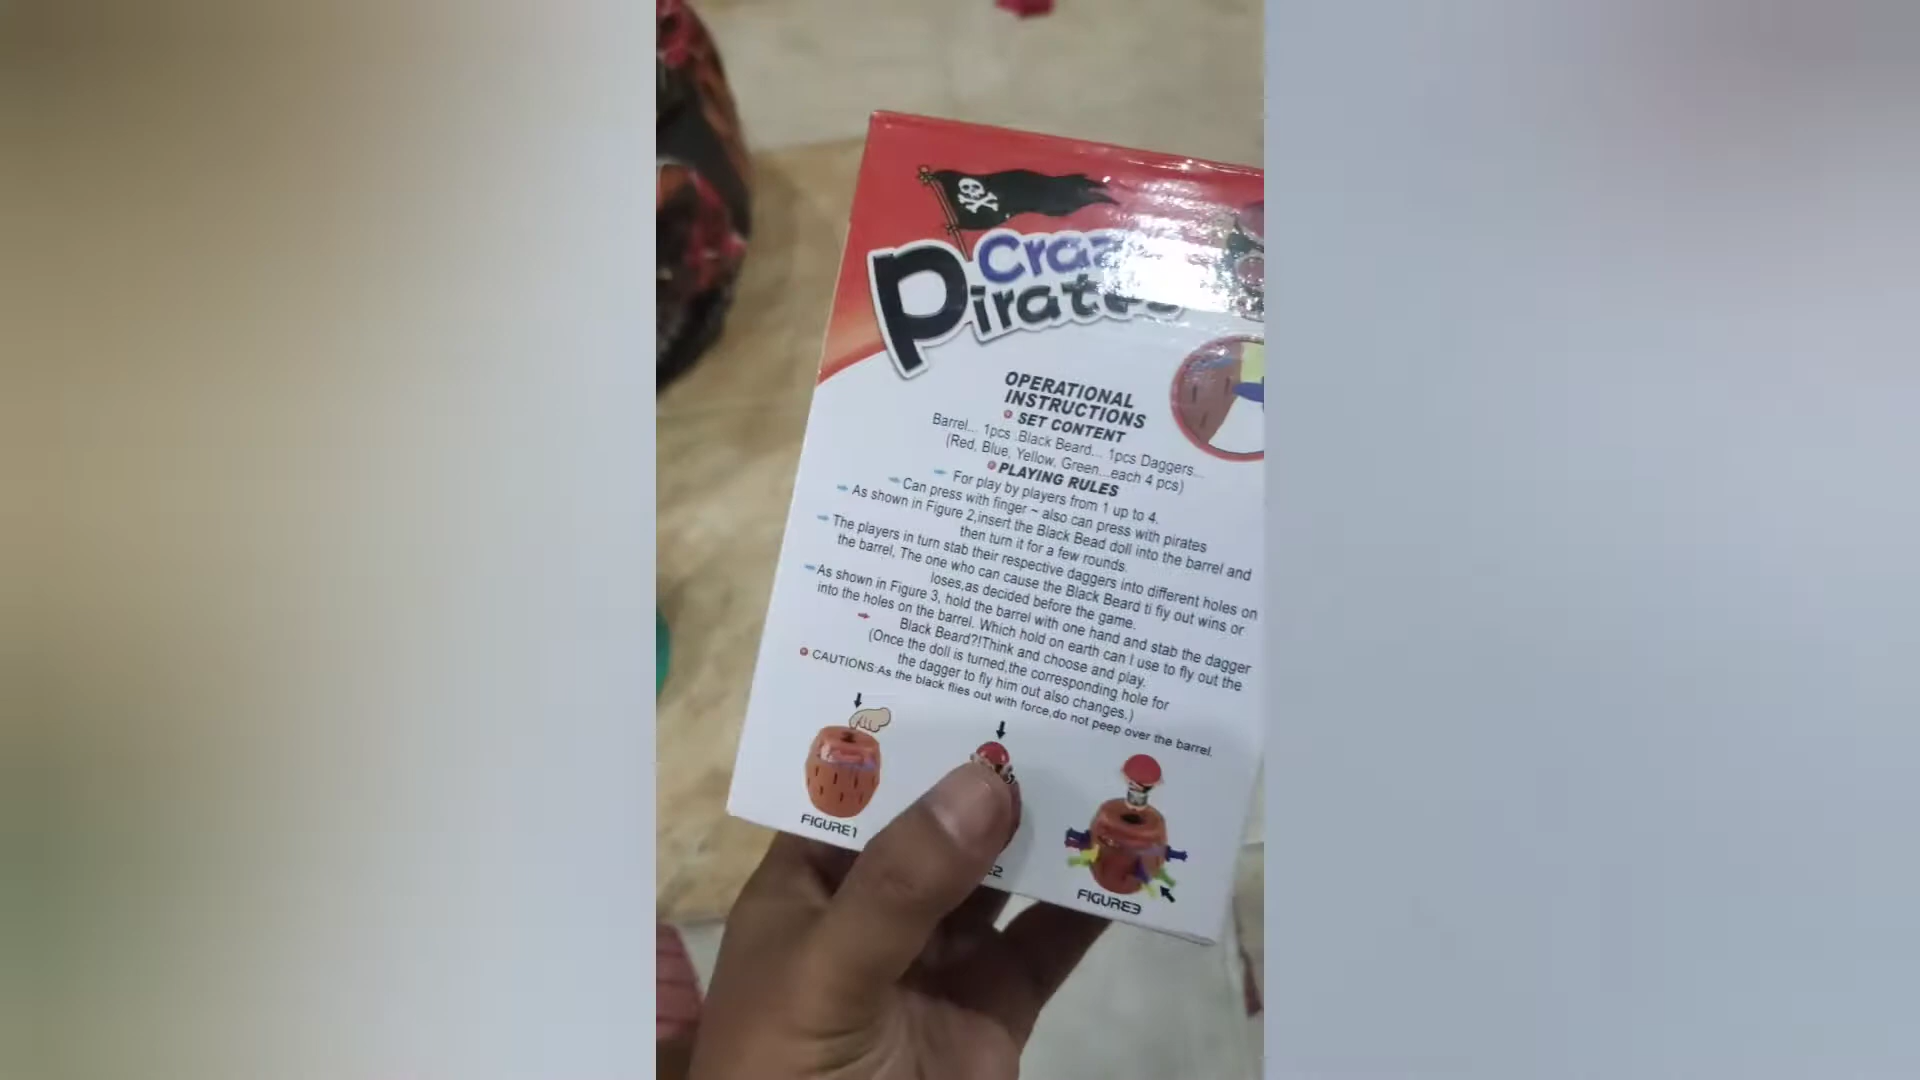 Crazy
Pirates
OPERATIONAL
INSTRUCTIONS
SET CONTENT
Barrel... 1pcs .Black Beard... 1pcs Daggers...
(Red, Blue, Yellow, Green...each 4 pcs)
PLAYING RULES
For play by players from 1 up to 4.
Can press with finger ~ also can press with pirates
As shown in Figure 2,insert the Black Bead doll into the barrel and
then turn it for a few rounds.
The players in turn stab their respective daggers into different holes on
the barrel, The one who can cause the Black Beard ti fly out wins or
loses,as decided before the game.
As shown in Figure 3, hold the barrel with one hand and stab the dagger
into the holes on the barrel. Which hold on earth can I use to fly out the
Black Beard?!Think and choose and play.
(Once the doll is turned,the corresponding hole for
the dagger to fly him out also changes.)
CAUTIONS:As the black flies out with force,do not peep over the barrel.
FIGURE1
FIGURE3